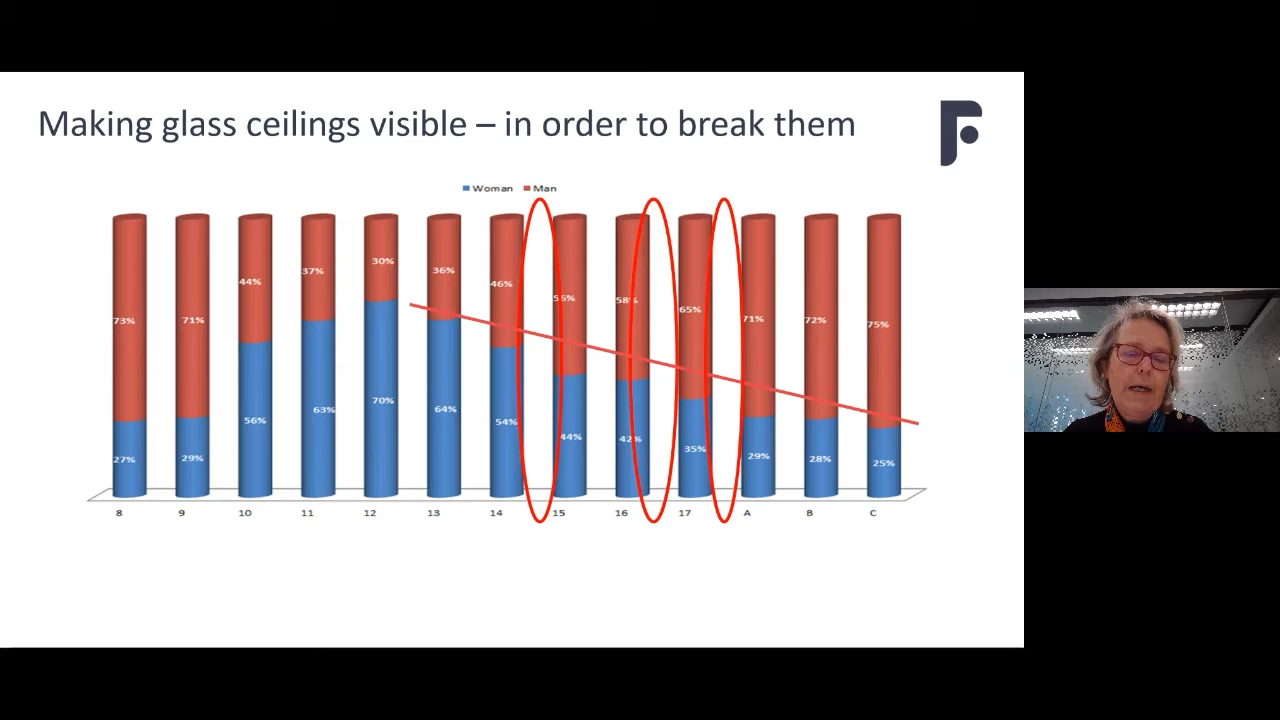 Making glass ceilings visible – in order to break them
Woman Man
73% 71% 44% 37% 30% 36% 46% 56% 58% 65% 71% 72% 75%
27% 29% 56% 63% 70% 64% 54% 44% 42% 35% 29% 28% 25%
8 9 10 11 12 13 14 15 16 17 A B C